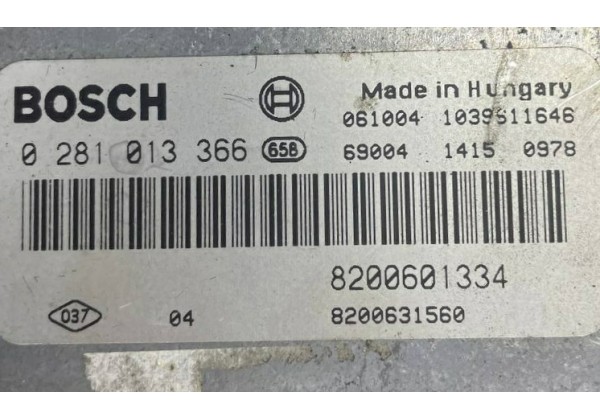 BOSCH
Made in Hungary
061004 1039S11646
0 281 013 366 658 69004 1415 0978
8200601334
037 04 8200631560